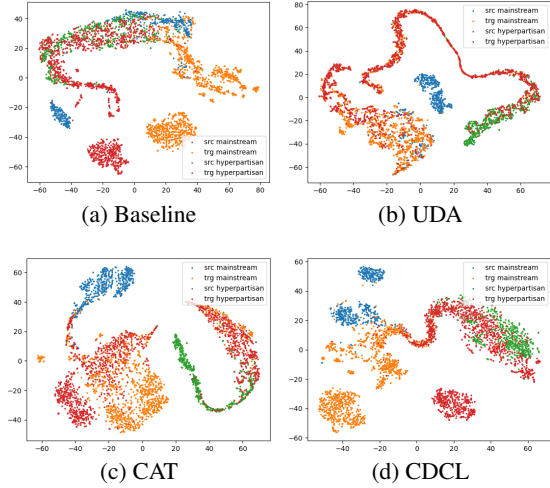 40
20
0
−20
−40
−60
−60 −40 −20 0 20 40 60 80
src mainstream
trg mainstream
src hyperpartisan
trg hyperpartisan
(a) Baseline
80
60
40
20
0
−20
−40
−60
−60 −40 −20 0 20 40 60
src mainstream
trg mainstream
src hyperpartisan
trg hyperpartisan
(b) UDA
60
40
20
0
−20
−40
−60 −40 −20 0 20 40 60
src mainstream
trg mainstream
src hyperpartisan
trg hyperpartisan
(c) CAT
60
40
20
0
−20
−40
−60
−40 −20 0 20 40 60
src mainstream
trg mainstream
src hyperpartisan
trg hyperpartisan
(d) CDCL